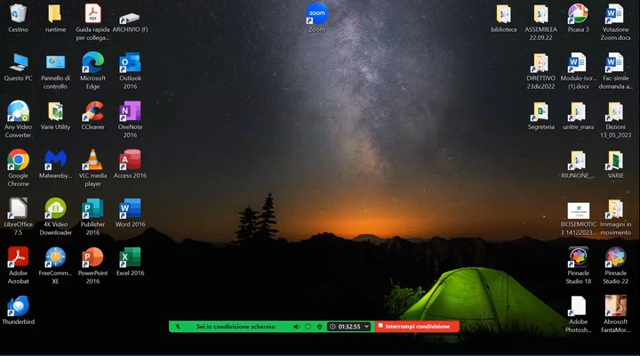 Cestino
runtime
Guida rapida
per collega...
ARCHIVIO (F)
zoom
Zoom
biblioteca
ASSEMBLEA
22.09.22
Picasa 3
Votazione
Zoom.docx
Questo PC
Pannello di
controllo
Microsoft
Edge
Outlook
2016
DIRETTIVO
23dic2022
Modulo-iscr...
(1).docx
Fac-simile
domanda a...
Any Video
Converter
Varie Utility
CCleaner
OneNote
2016
Segreteria
unitre_mara
Elezioni
13_05_2023
Google
Chrome
Malwareby...
VLC media
player
Access 2016
RIUNIONE_...
VARIE
LibreOffice
7.5
4K Video
Downloader
Publisher
2016
Word 2016
BIOSEMIOTIC
3 14122023...
Immagini in
movimento
Adobe
Acrobat
FreeComm...
XE
PowerPoint
2016
Excel 2016
Pinnacle
Studio 18
Pinnacle
Studio 22
Thunderbird
Adobe
Photosh...
Abrosoft
FantaMor...
Sei in condivisione schermo
01:32:55
Interrompi condivisione